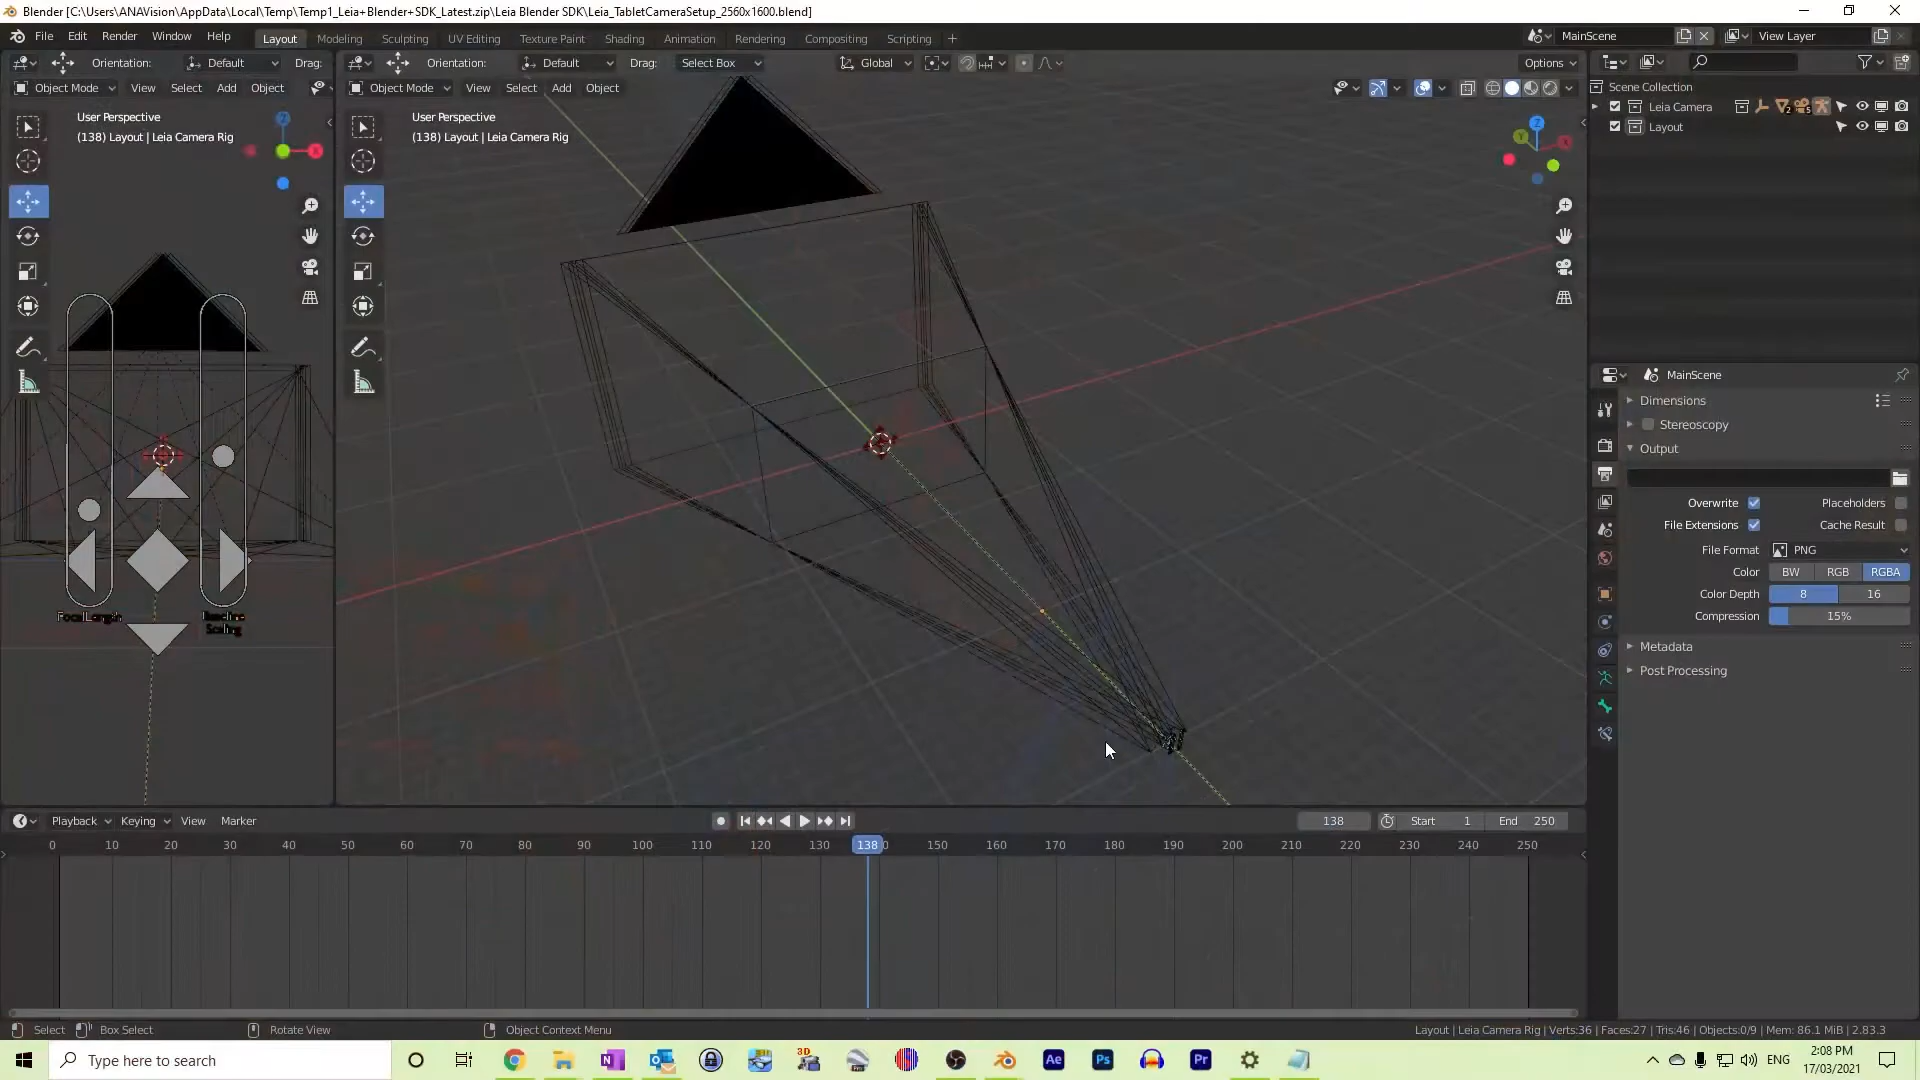 Blender [C:\Users\ANAVision\AppData\Local\Temp\Temp1_Leia+Blender+SDK_Latest.zip\Leia Blender SDK\Leia_TabletCameraSetup_2560x1600.blend]
File Edit Render Window Help Layout Modeling Sculpting UV Editing Texture Paint Shading Animation Rendering Compositing Scripting MainScene View Layer
Orientation: Default Drag: Orientation: Default Drag: Select Box Global Options
Object Mode View Select Add Object Object Mode View Select Add Object
Scene Collection
Leia Camera
Layout
User Perspective
(138) Layout | Leia Camera Rig
User Perspective
(138) Layout | Leia Camera Rig
Z
X
Z
Y
X
Focal Length
Baseline
Scaling
MainScene
Dimensions
Stereoscopy
Output
Overwrite Placeholders
File Extensions Cache Result
File Format PNG
Color BW RGB RGBA
Color Depth 8 16
Compression 15%
Metadata
Post Processing
Playback Keying View Marker 138 Start 1 End 250
0 10 20 30 40 50 60 70 80 90 100 110 120 130 138 0 150 160 170 180 190 200 210 220 230 240 250
Select Box Select Rotate View Object Context Menu Layout | Leia Camera Rig | Verts:36 | Faces:27 | Tris:46 | Objects:0/9 | Mem: 86.1 MiB | 2.83.3
Type here to search
3D
Ae Ps Pr
ENG
2:08 PM
17/03/2021